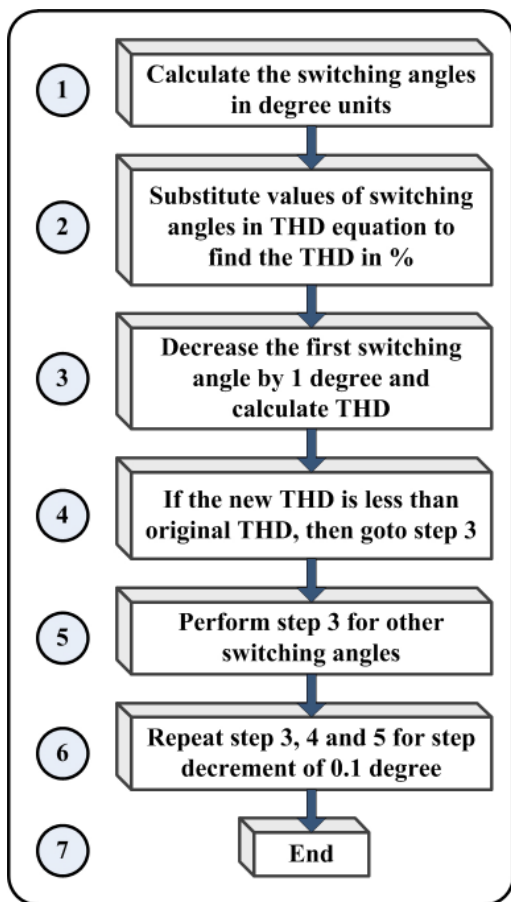 1
Calculate the switching angles
in degree units
2
Substitute values of switching
angles in THD equation to
find the THD in %
3
Decrease the first switching
angle by 1 degree and
calculate THD
4
If the new THD is less than
original THD, then goto step 3
5
Perform step 3 for other
switching angles
6
Repeat step 3, 4 and 5 for step
decrement of 0.1 degree
7
End